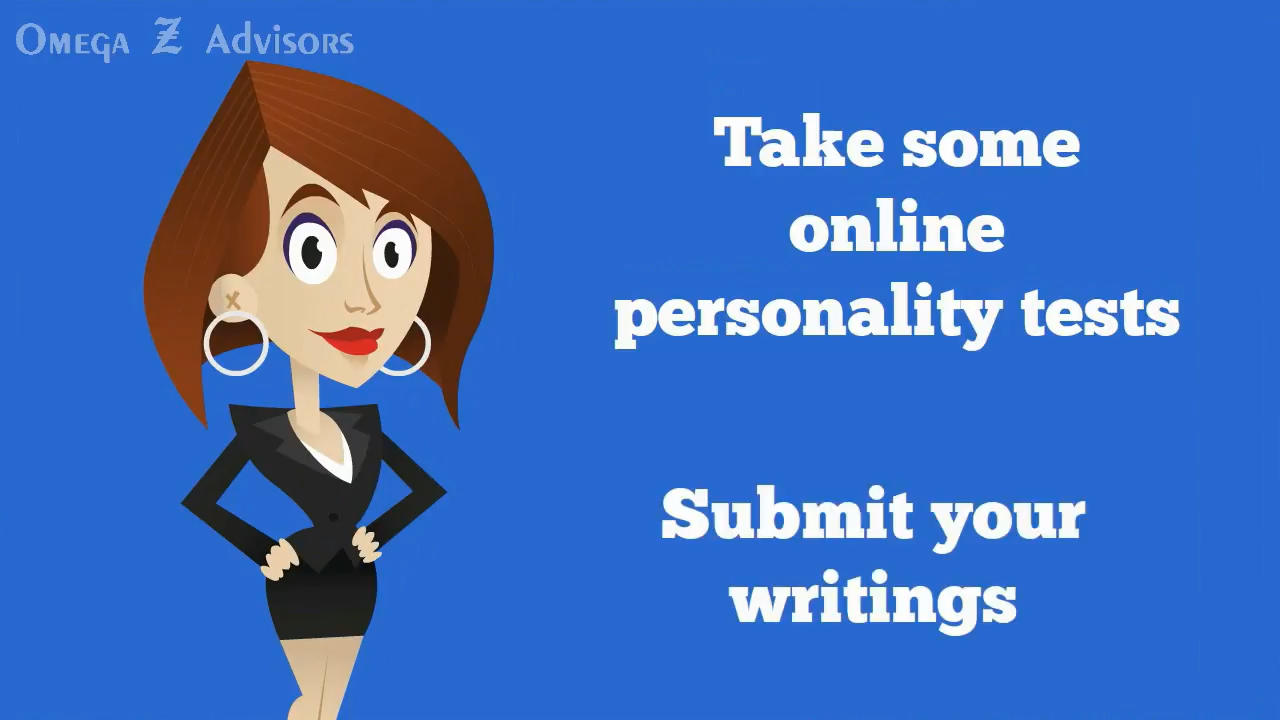 Omega Z Advisors
Take some
online
personality tests
Submit your
writings